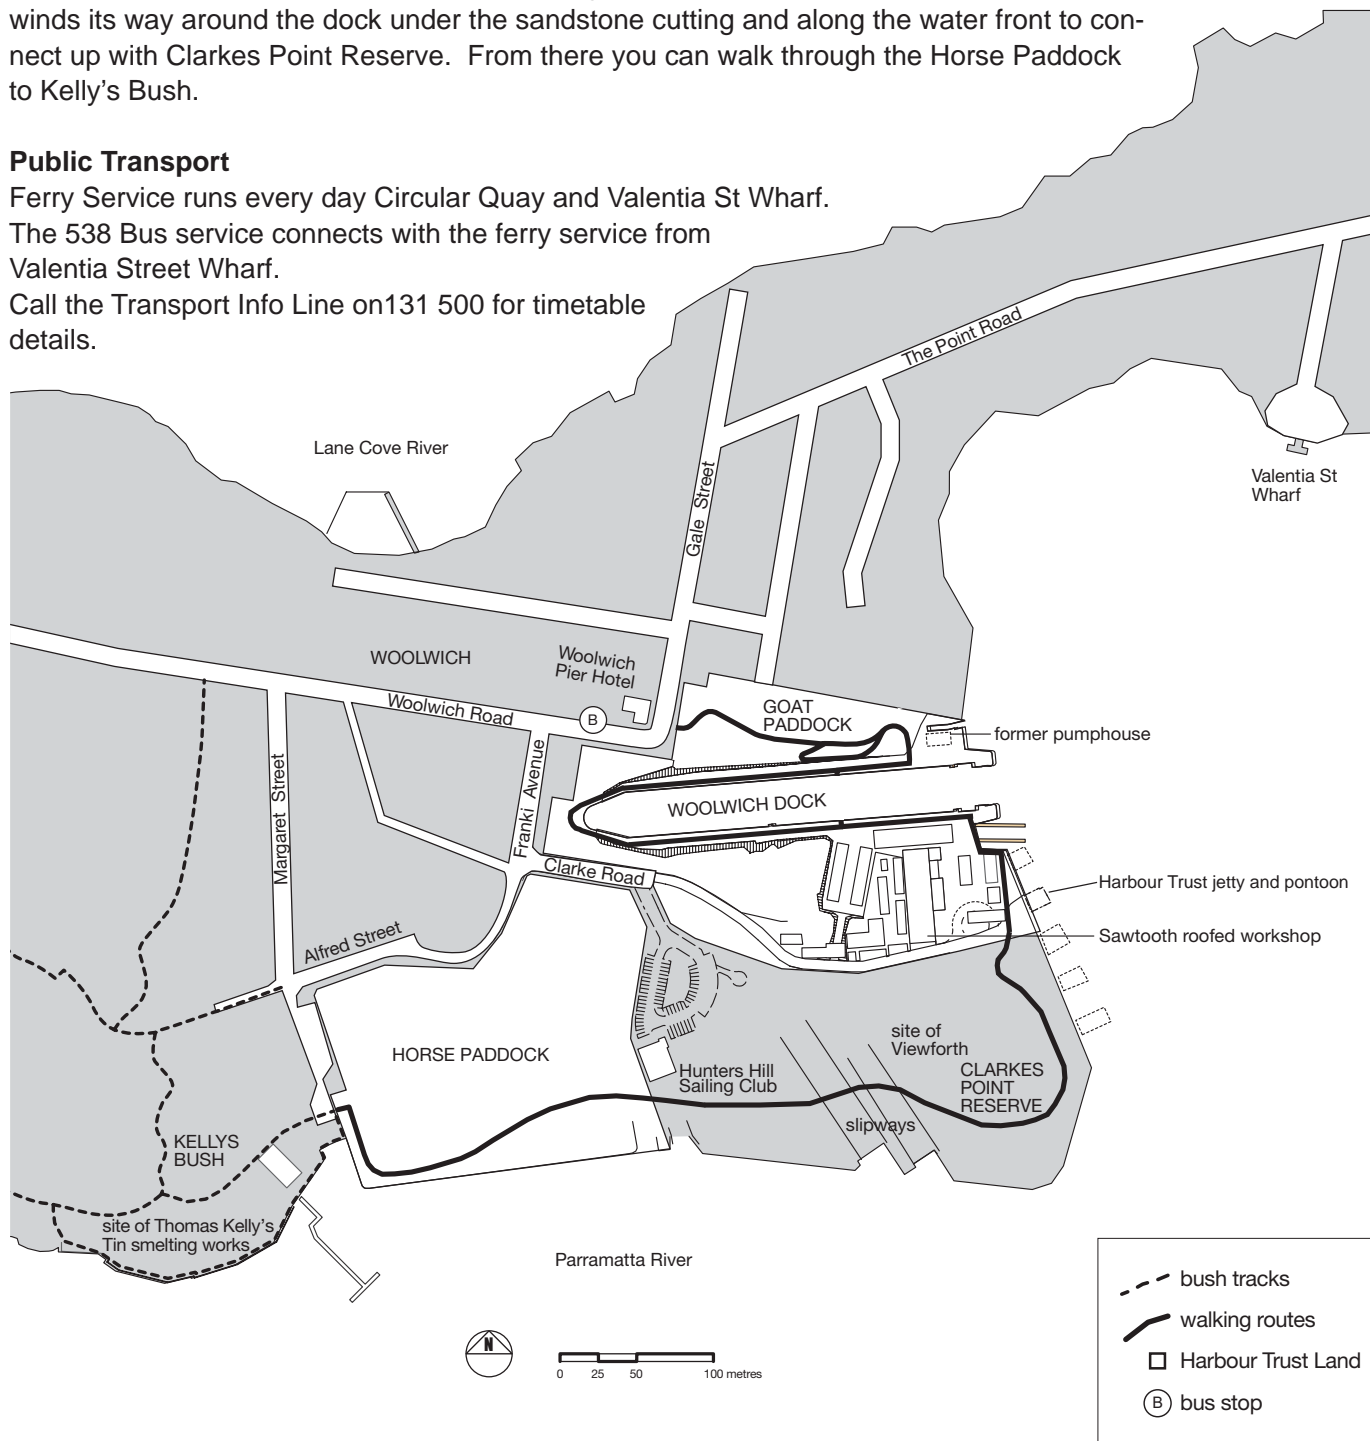 winds its way around the dock under the sandstone cutting and along the water front to con-
nect up with Clarkes Point Reserve.  From there you can walk through the Horse Paddock
to Kelly's Bush.
Public Transport
Ferry Service runs every day Circular Quay and Valentia St Wharf.
The 538 Bus service connects with the ferry service from
Valentia Street Wharf.
Call the Transport Info Line on131 500 for timetable
details.
The Point Road
Lane Cove River
Gale Street
Valentia St
Wharf
WOOLWICH
Woolwich
Pier Hotel
Woolwich Road
B
GOAT
PADDOCK
former pumphouse
Margaret Street
Franki Avenue
WOOLWICH DOCK
Clarke Road
Harbour Trust jetty and pontoon
Sawtooth roofed workshop
Alfred Street
HORSE PADDOCK
site of
Viewforth
Hunters Hill
Sailing Club
CLARKES
POINT
RESERVE
slipways
KELLYS
BUSH
site of Thomas Kelly's
Tin smelting works
Parramatta River
N
0 25 50 100 metres
bush tracks
walking routes
Harbour Trust Land
B bus stop